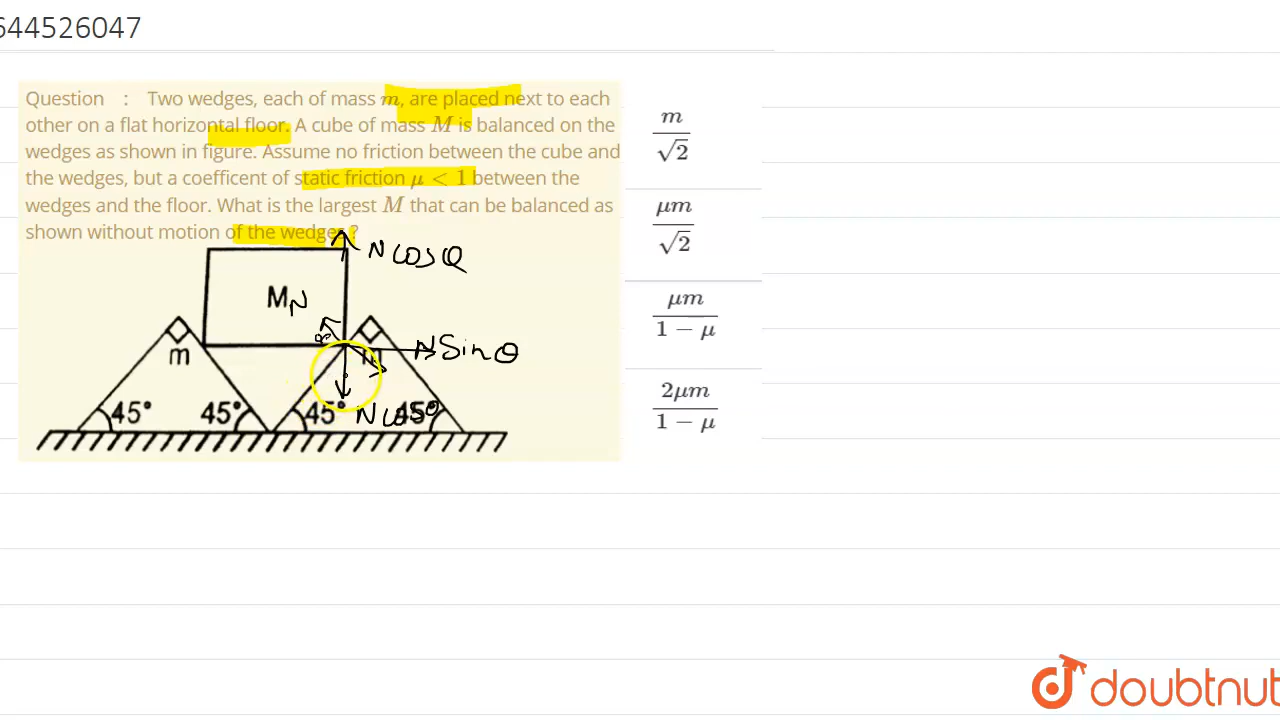 644526047
Question : Two wedges, each of mass m, are placed next to each
other on a flat horizontal floor. A cube of mass M is balanced on the
wedges as shown in figure. Assume no friction between the cube and
the wedges, but a coefficent of static friction μ < 1 between the
wedges and the floor. What is the largest M that can be balanced as
shown without motion of the wedges ?
m/√2
μm/√2
μm/1 − μ
2μm/1 − μ
N cosθ
M N
N Sinθ
m m
45° 45° 45° 45°
N cosθ
doubtnut